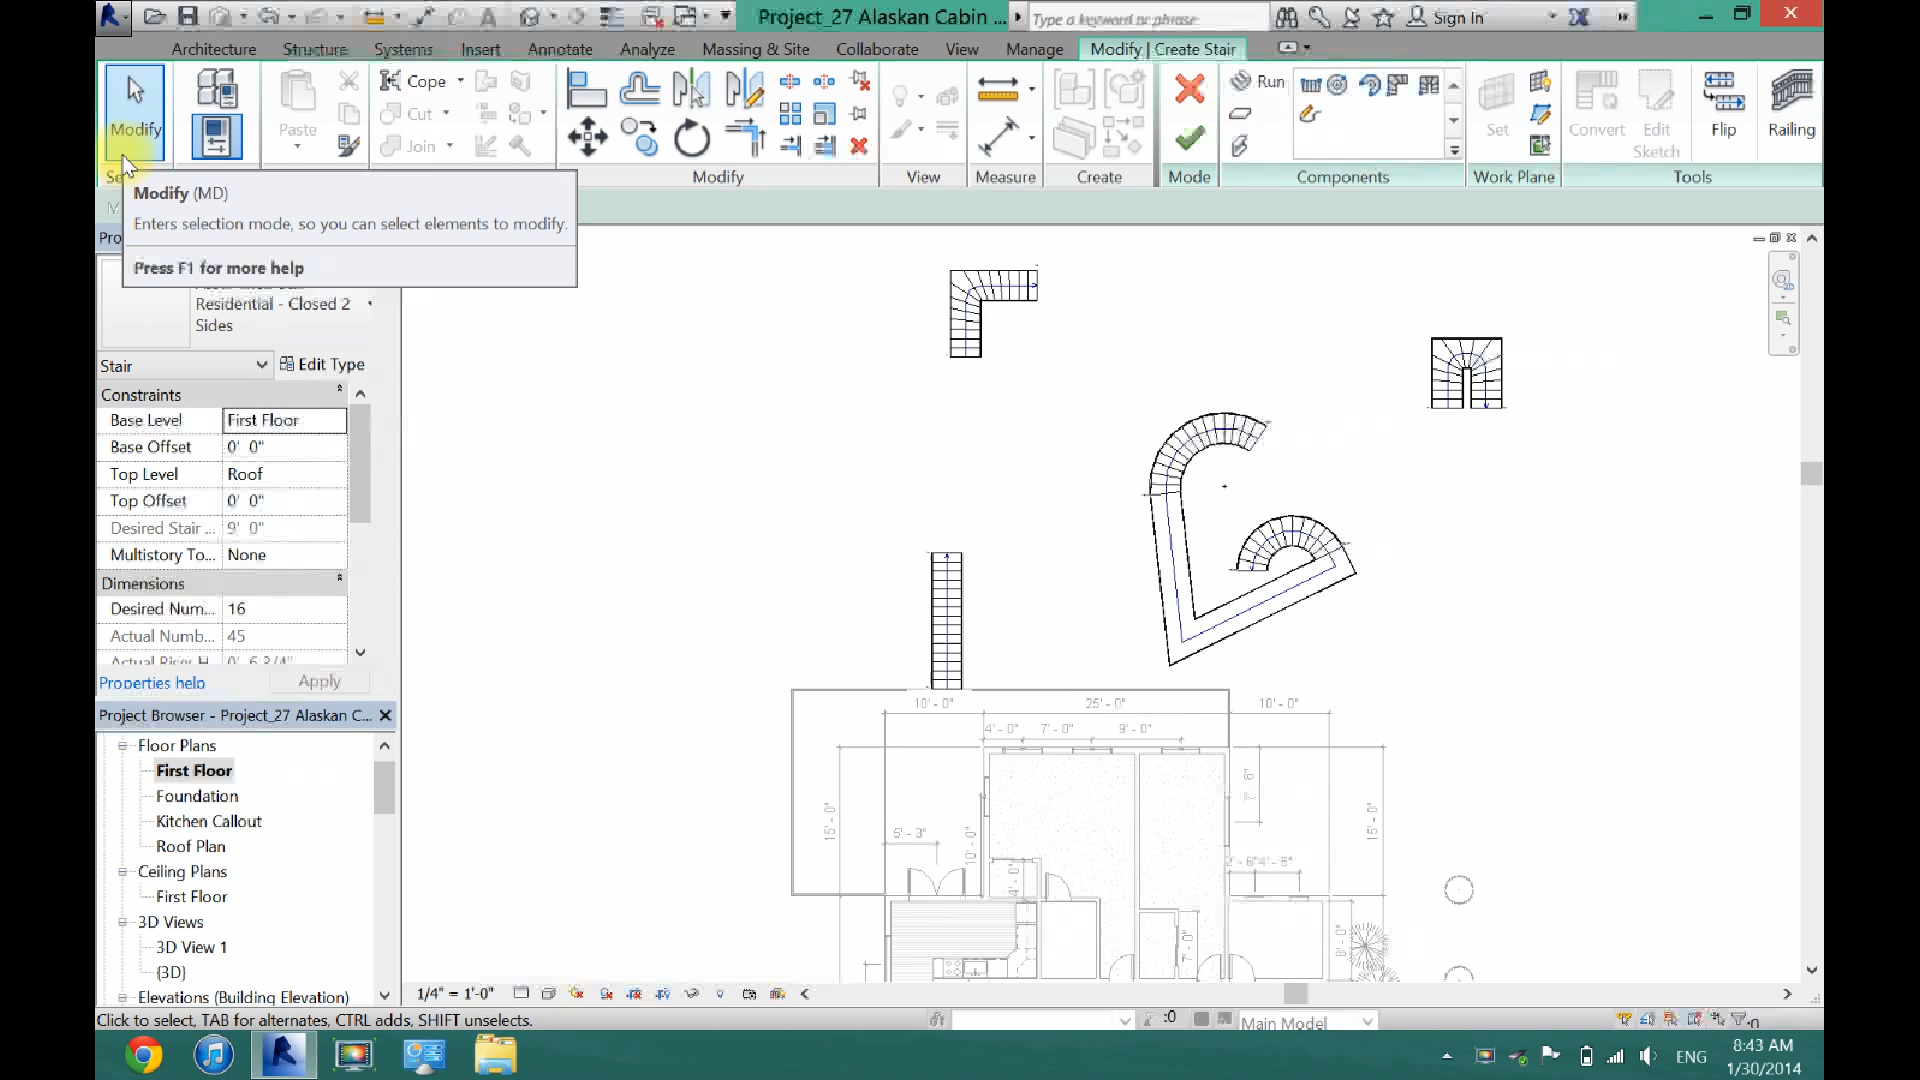 Project_27 Alaskan Cabin ...
Type a keyword or phrase
Sign In
Architecture Structure Systems Insert Annotate Analyze Massing & Site Collaborate View Manage Modify | Create Stair
Modify
Paste
Cope
Cut
Join
Run
Set
Convert
Edit
Sketch
Flip
Railing
Modify View Measure Create Mode Components Work Plane Tools
Modify (MD)
Enters selection mode, so you can select elements to modify.
Press F1 for more help
Residential - Closed 2
Sides
Stair
Edit Type
Constraints
Base Level First Floor
Base Offset 0' 0"
Top Level Roof
Top Offset 0' 0"
Desired Stair ... 9' 0"
Multistory To... None
Dimensions
Desired Num... 16
Actual Numb... 45
Properties help
Apply
Project Browser - Project_27 Alaskan C...
Floor Plans
First Floor
Foundation
Kitchen Callout
Roof Plan
Ceiling Plans
First Floor
3D Views
3D View 1
{3D}
Elevations (Building Elevation)
10' - 0" 25' - 0" 10' - 0"
4' - 0" 7' - 0" 9' - 0"
15' - 0"
5' - 3"
10' - 0"
4' - 0"
15' - 0"
7' - 0"
8' - 0"
1/4" = 1'-0"
Click to select, TAB for alternates, CTRL adds, SHIFT unselects.
:0
Main Model
:0
ENG
8:43 AM
1/30/2014